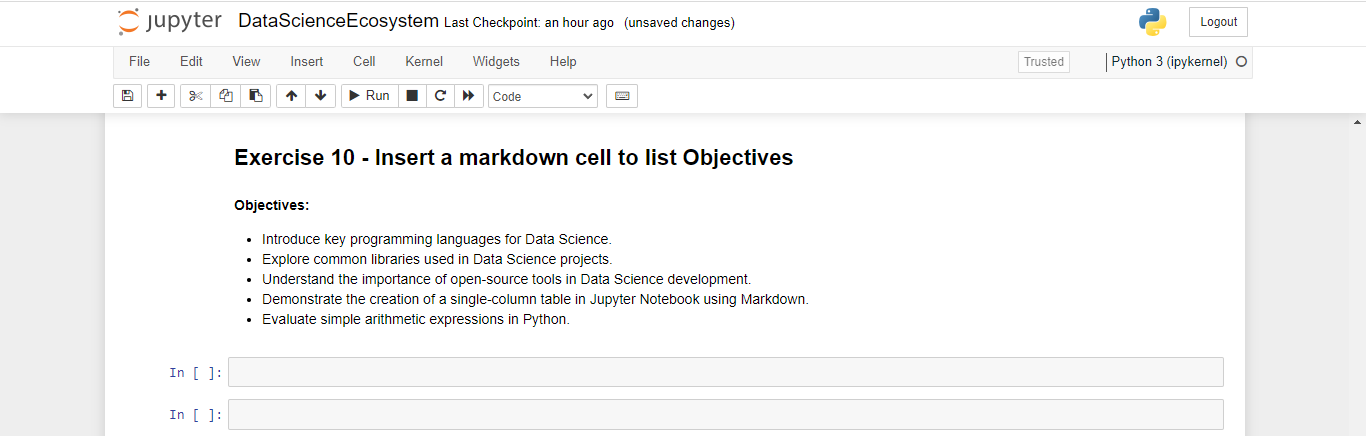 jupyter DataScienceEcosystem Last Checkpoint: an hour ago (unsaved changes) Logout
File Edit View Insert Cell Kernel Widgets Help Trusted Python 3 (ipykernel)
Run Code
Exercise 10 - Insert a markdown cell to list Objectives
Objectives:
• Introduce key programming languages for Data Science.
• Explore common libraries used in Data Science projects.
• Understand the importance of open-source tools in Data Science development.
• Demonstrate the creation of a single-column table in Jupyter Notebook using Markdown.
• Evaluate simple arithmetic expressions in Python.
In [ ]:
In [ ]: